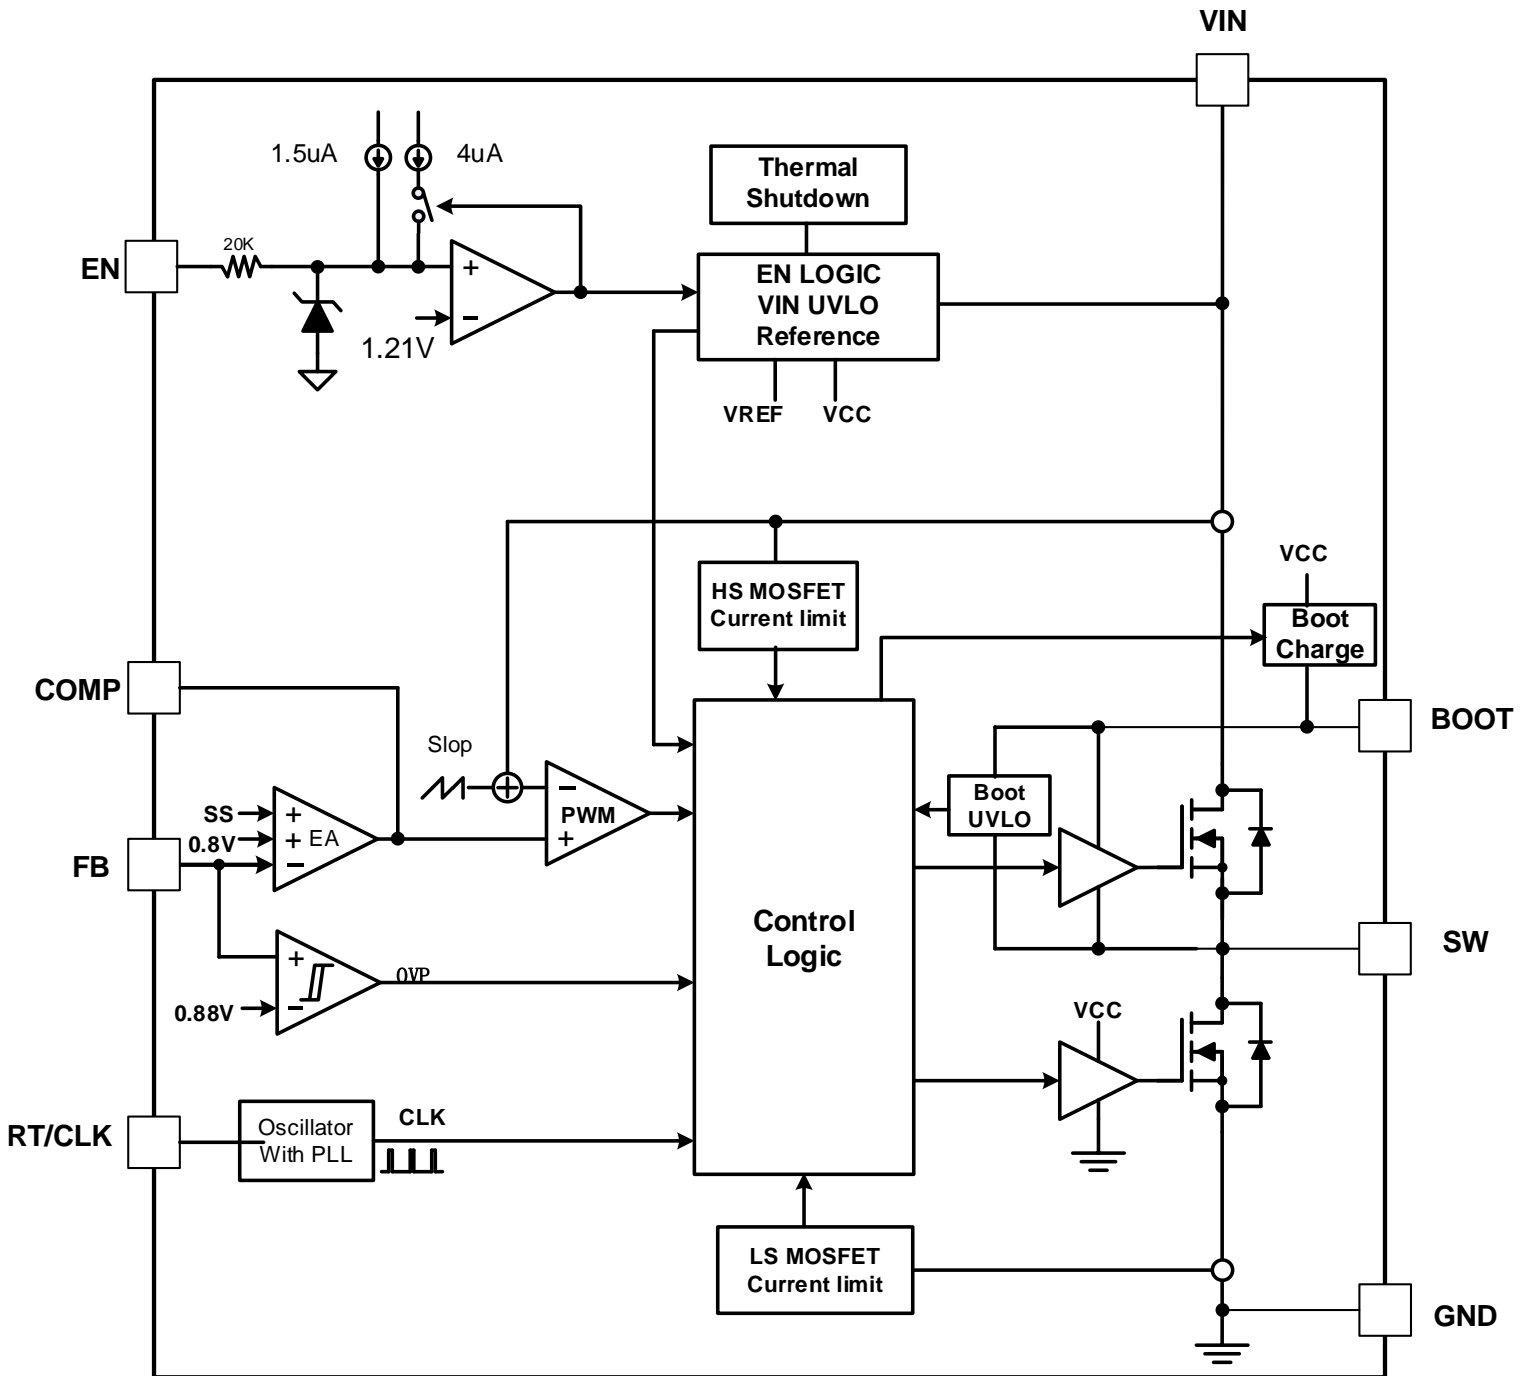 VIN
1.5uA
4uA
Thermal
Shutdown
20K
EN
+
−
1.21V
EN LOGIC
VIN UVLO
Reference
VREF
VCC
VCC
HS MOSFET
Current limit
Boot
Charge
COMP
BOOT
Slop
−
PWM
+
Boot
UVLO
SS
+
0.8V
+ EA
−
FB
Control
Logic
SW
+
OVP
0.88V
−
VCC
RT/CLK
Oscillator
With PLL
CLK
LS MOSFET
Current limit
GND